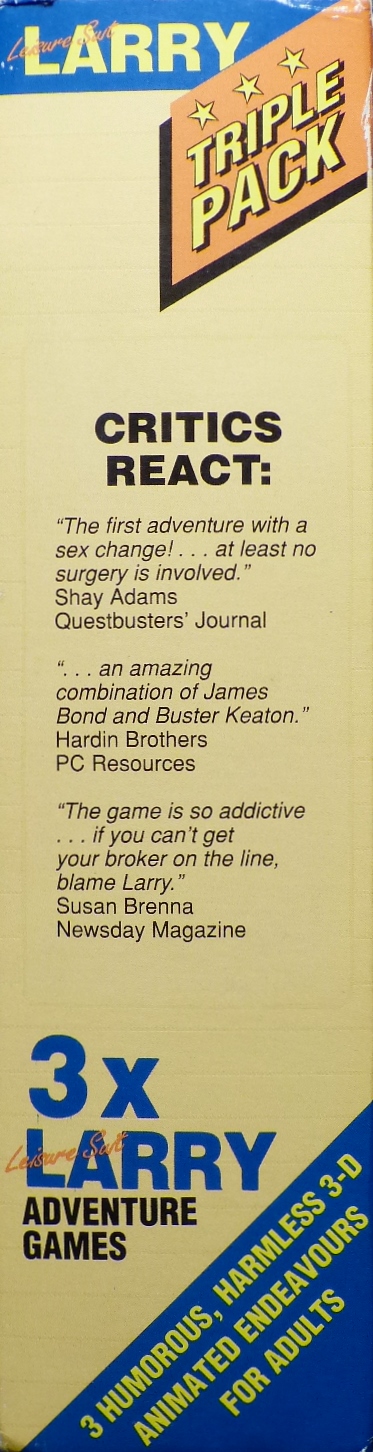 Leisure Suit
LARRY
TRIPLE
PACK
CRITICS
REACT:
“The first adventure with a
sex change! . . . at least no
surgery is involved.”
Shay Adams
Questbusters’ Journal
“. . . an amazing
combination of James
Bond and Buster Keaton.”
Hardin Brothers
PC Resources
“The game is so addictive
. . . if you can’t get
your broker on the line,
blame Larry.”
Susan Brenna
Newsday Magazine
3x
Leisure Suit
LARRY
ADVENTURE
GAMES
3 HUMOROUS, HARMLESS 3-D
ANIMATED ENDEAVOURS
FOR ADULTS